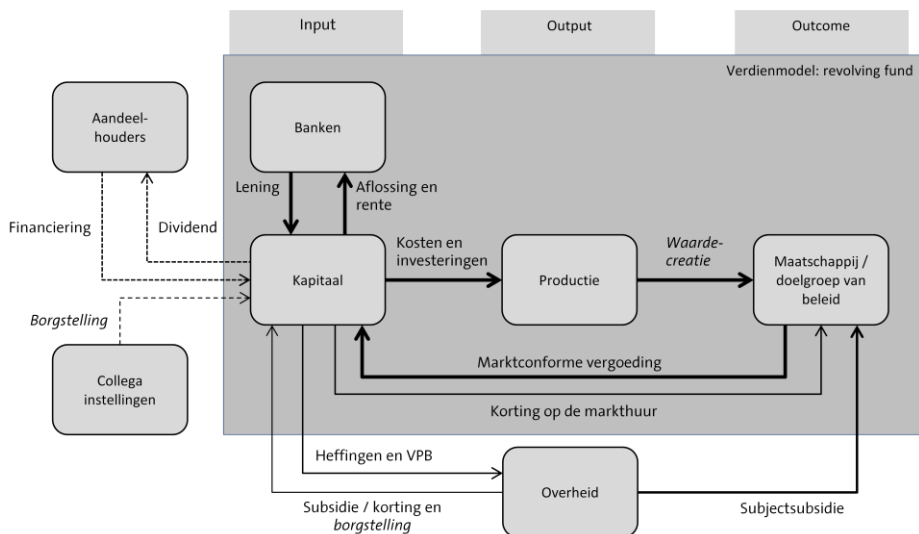 Input
Output
Outcome
Verdienmodel: revolving fund
Aandeel-
houders
Banken
Lening
Aflossing en
rente
Financiering
Dividend
Kosten en
investeringen
Waarde-
creatie
Kapitaal
Productie
Maatschappij /
doelgroep van
beleid
Borgstelling
Marktconforme vergoeding
Collega
instellingen
Korting op de markthuur
Heffingen en VPB
Overheid
Subsidie / korting en
borgstelling
Subjectsubsidie